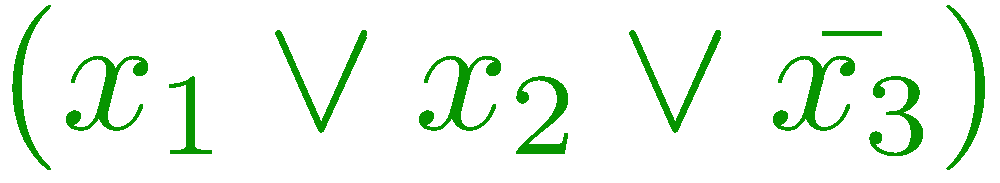 (x₁ ∨ x₂ ∨ x̄₃)